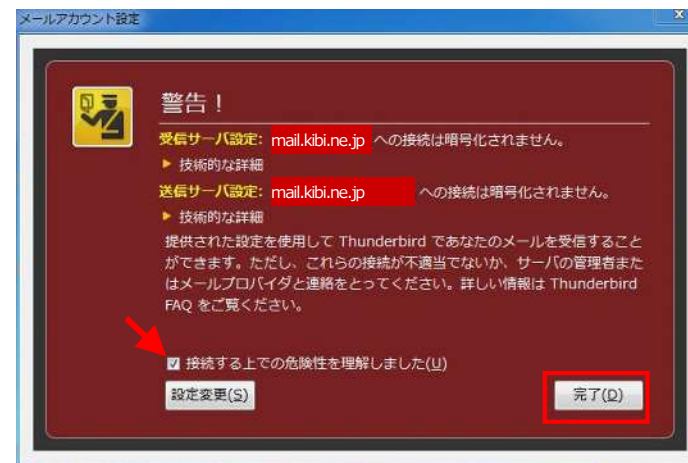 メールアカウント設定
x
警告！
受信サーバ設定: mail.kibi.ne.jp への接続は暗号化されません。
▶ 技術的な詳細
送信サーバ設定: mail.kibi.ne.jp への接続は暗号化されません。
▶ 技術的な詳細
提供された設定を使用して Thunderbird であなたのメールを受信すること
ができます。ただし、これらの接続が不適当でないか、サーバの管理者また
はメールプロバイダと連絡をとってください。詳しい情報は Thunderbird
FAQ をご覧ください。
接続する上での危険性を理解しました(U)
設定変更(S) 完了(D)